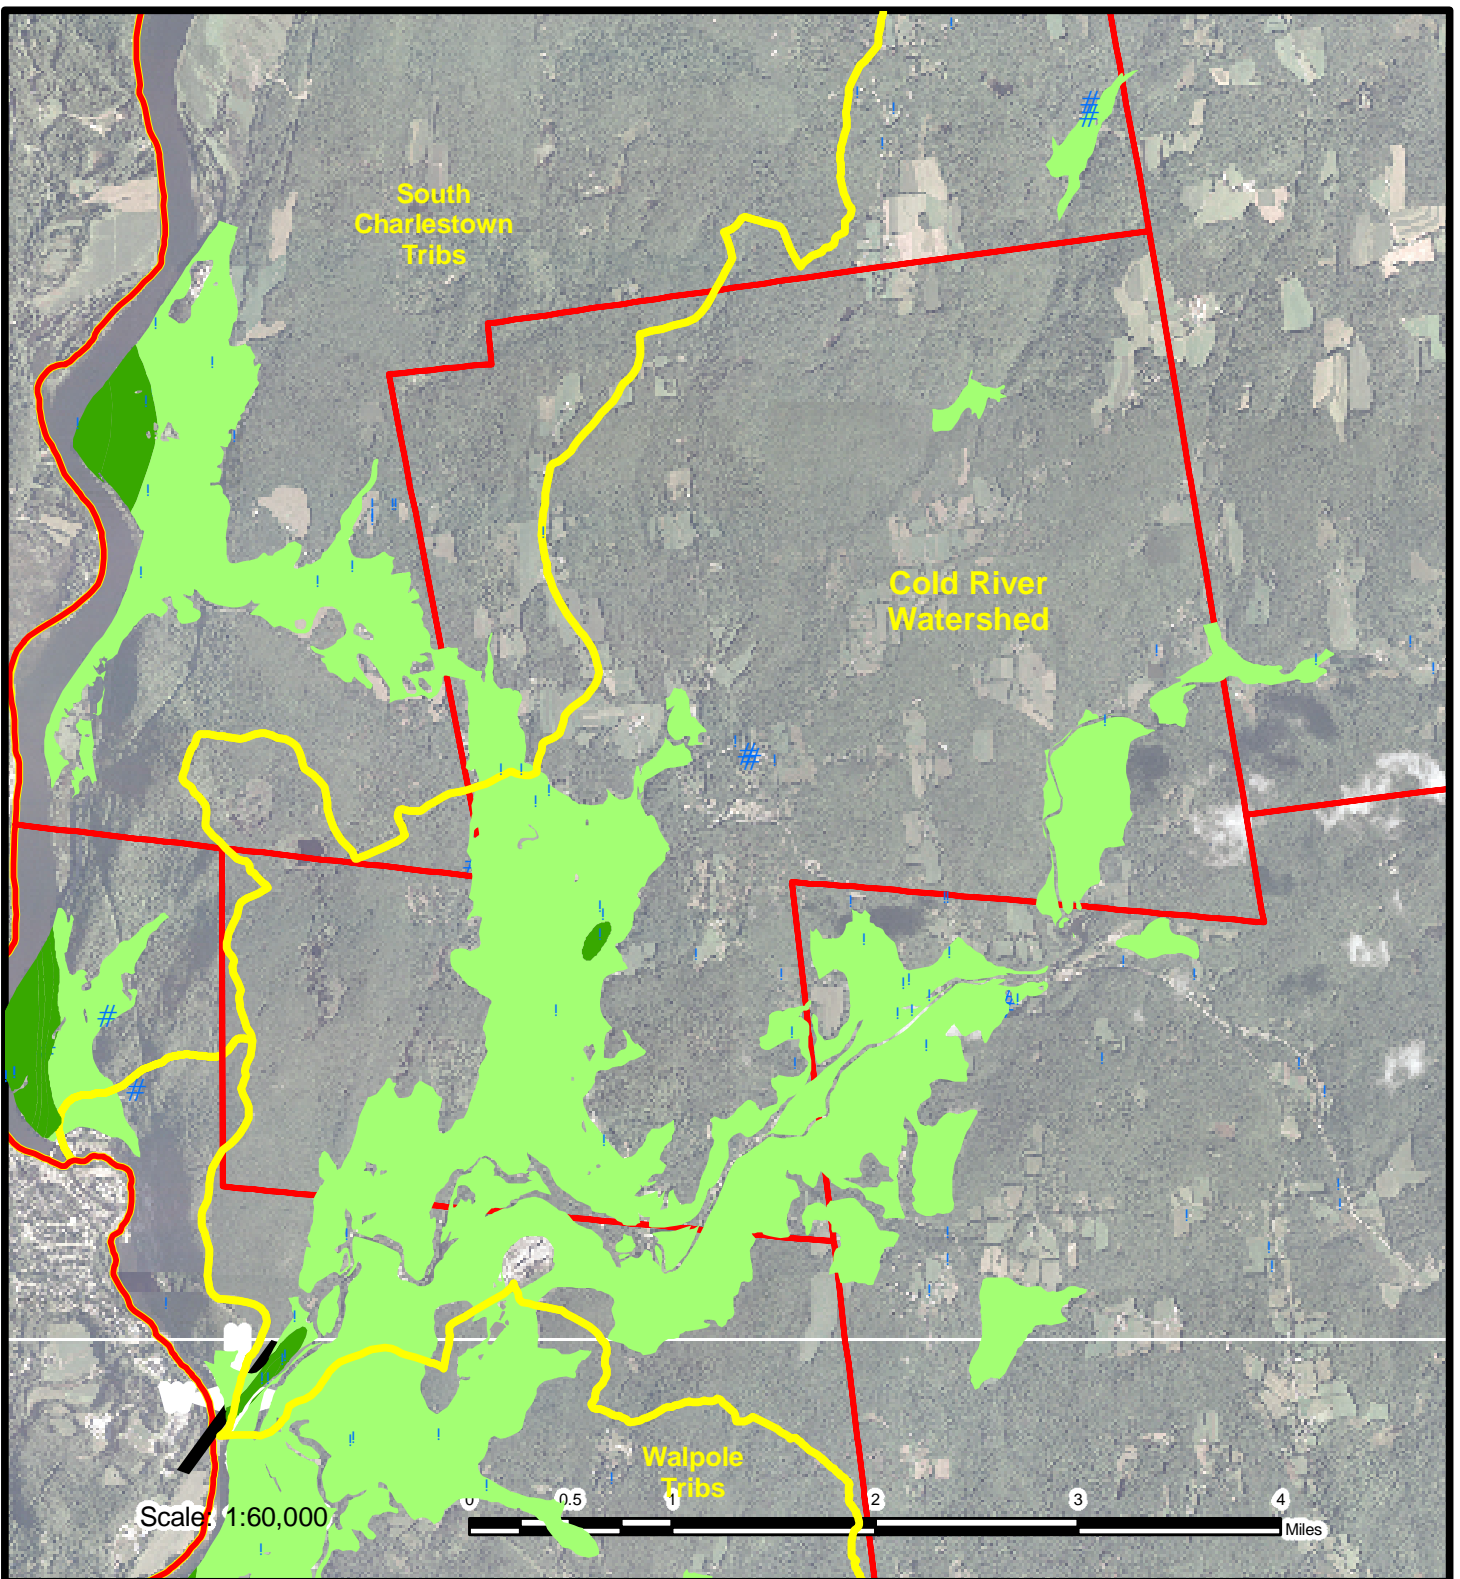 South
Charlestown
Tribs
Cold River
Watershed
Walpole
Tribs
0 0.5 1 2 3 4
Miles
Scale: 1:60,000